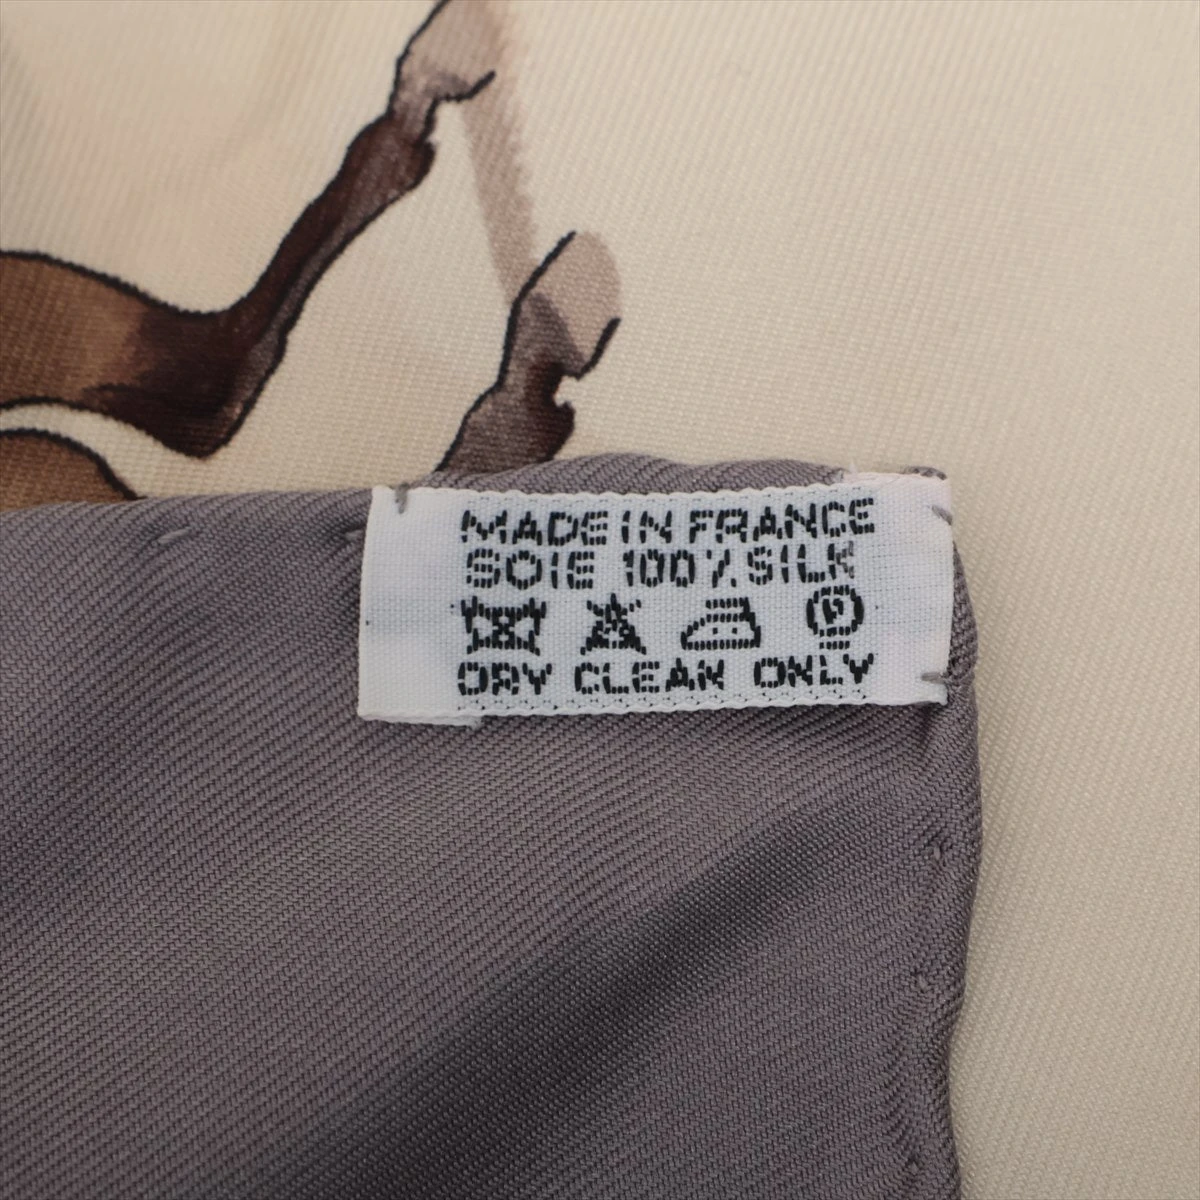 MADE IN FRANCE
SOIE 100% SILK
P
DRY CLEAN ONLY